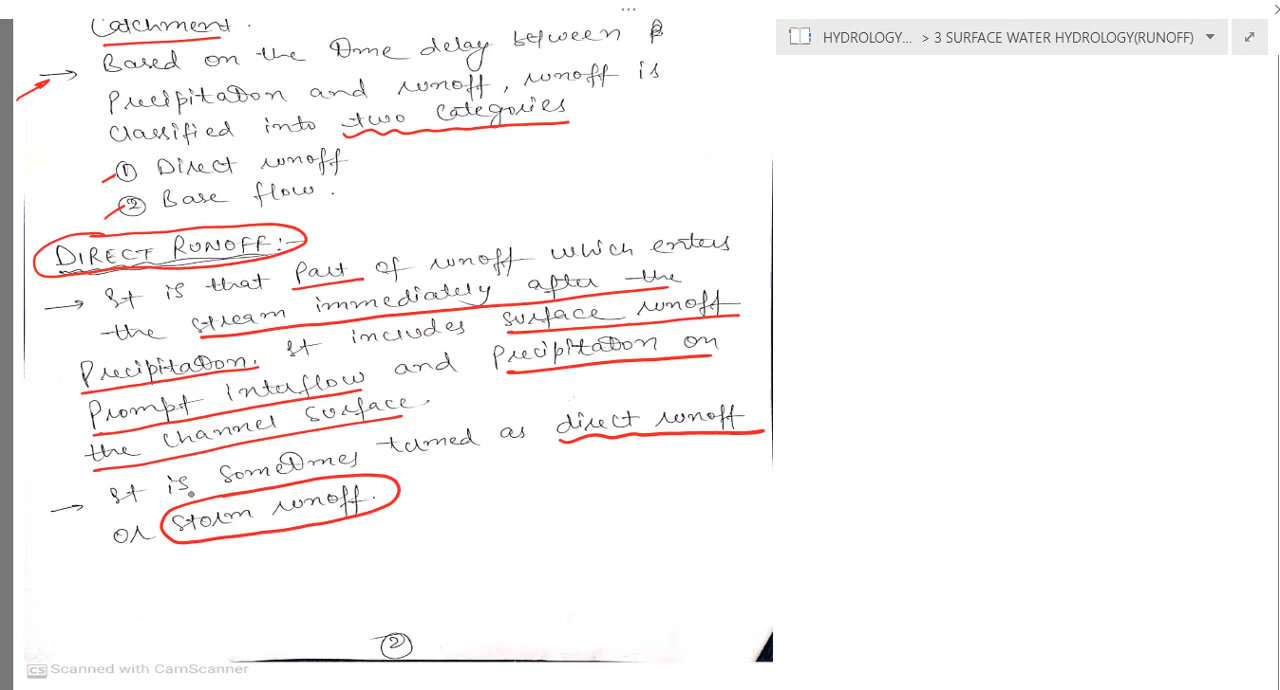 Catchment.
→ Based on the Time delay between P
Precipitation and runoff, runoff is
Classified into two categories
① Direct runoff
② Base flow.
DIRECT RUNOFF:-
→ It is that Part of runoff which enters
the stream immediately after the
Precipitation. It includes surface runoff
Prompt Interflow and Precipitation on
the channel surface.
→ It is sometimes termed as direct runoff
or storm runoff.
②
CS Scanned with CamScanner
HYDROLOGY... > 3 SURFACE WATER HYDROLOGY(RUNOFF)